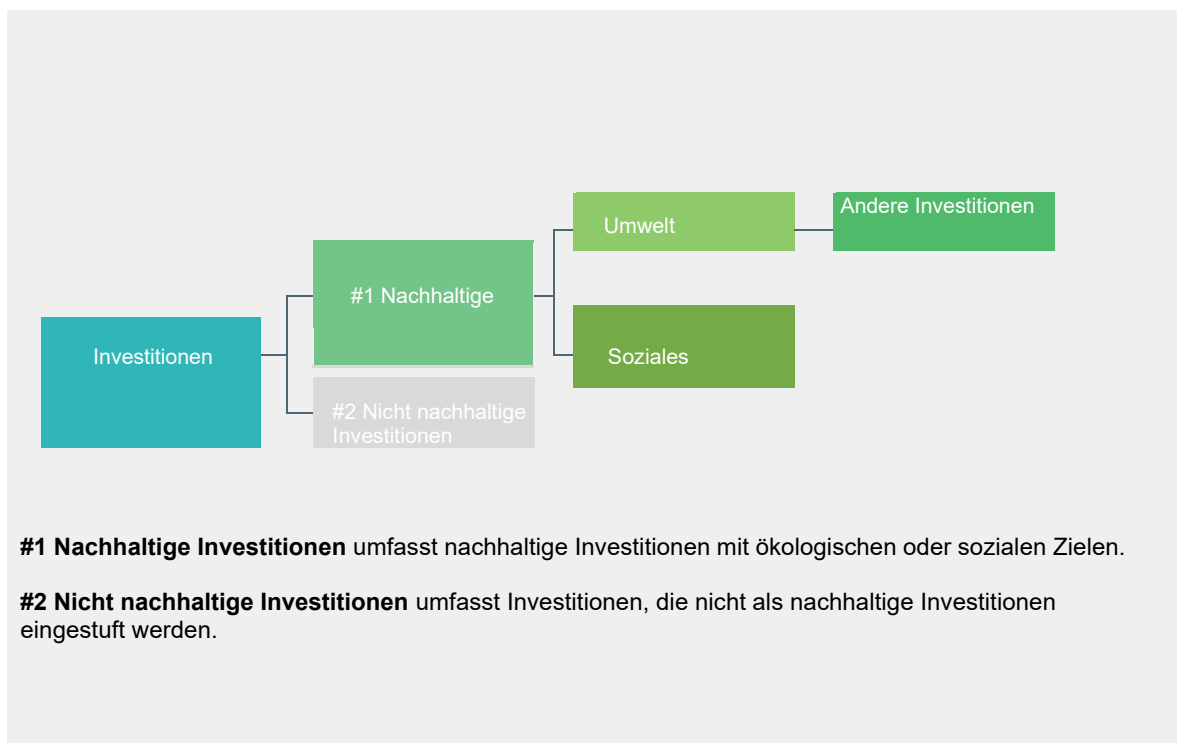 Umwelt
Andere Investitionen
#1 Nachhaltige
Investitionen
Soziales
#2 Nicht nachhaltige
Investitionen
#1 Nachhaltige Investitionen umfasst nachhaltige Investitionen mit ökologischen oder sozialen Zielen.
#2 Nicht nachhaltige Investitionen umfasst Investitionen, die nicht als nachhaltige Investitionen
eingestuft werden.